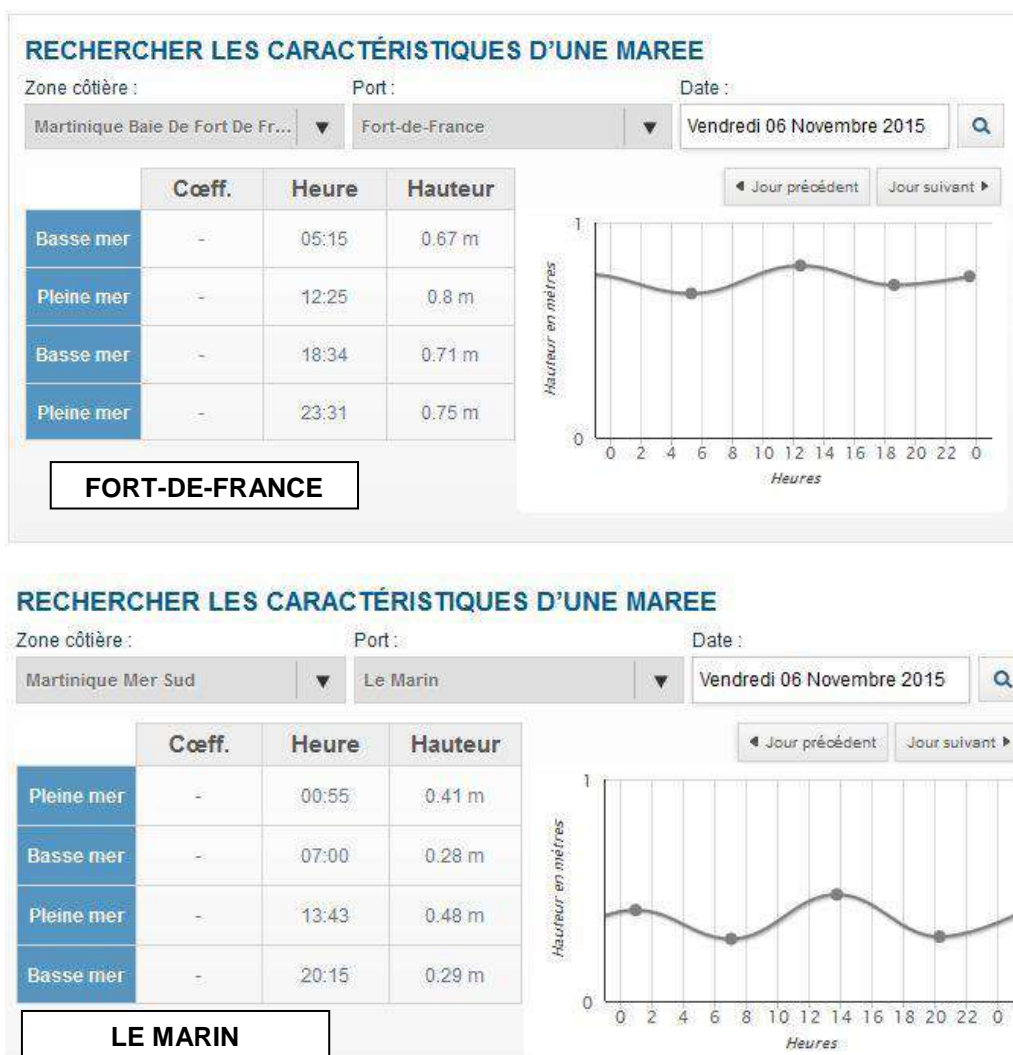 RECHERCHER LES CARACTÉRISTIQUES D'UNE MAREE
Zone côtière : Port : Date :
Martinique Baie De Fort De Fr... ▼ Fort-de-France ▼ Vendredi 06 Novembre 2015
Cœff. Heure Hauteur
Basse mer - 05:15 0.67 m
Pleine mer - 12:25 0.8 m
Basse mer - 18:34 0.71 m
Pleine mer - 23:31 0.75 m
FORT-DE-FRANCE
Jour précédent Jour suivant
1
Hauteur en mètres
0
0 2 4 6 8 10 12 14 16 18 20 22 0
Heures
RECHERCHER LES CARACTÉRISTIQUES D'UNE MAREE
Zone côtière : Port : Date :
Martinique Mer Sud ▼ Le Marin ▼ Vendredi 06 Novembre 2015
Cœff. Heure Hauteur
Pleine mer - 00:55 0.41 m
Basse mer - 07:00 0.28 m
Pleine mer - 13:43 0.48 m
Basse mer - 20:15 0.29 m
LE MARIN
Jour précédent Jour suivant
1
Hauteur en mètres
0
0 2 4 6 8 10 12 14 16 18 20 22 0
Heures